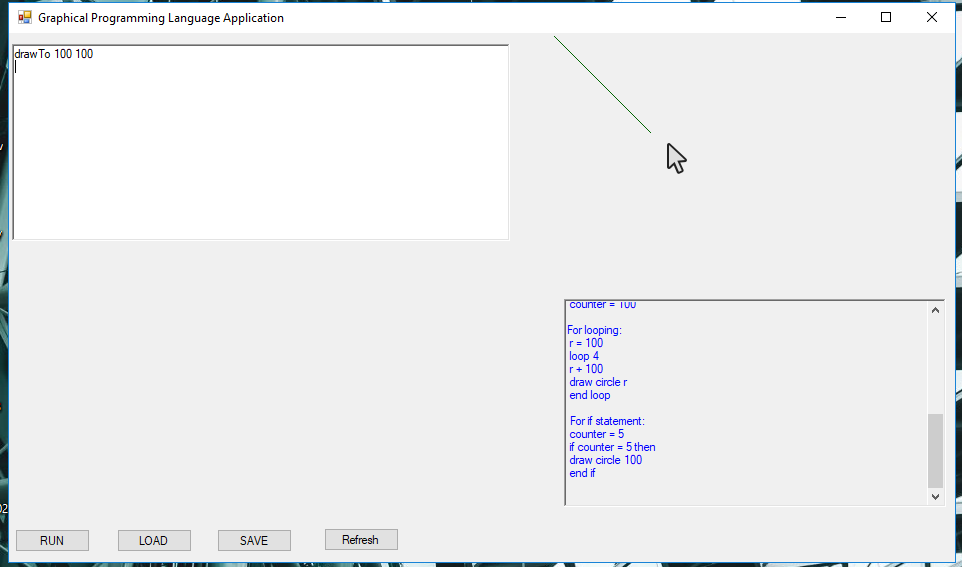 Graphical Programming Language Application
drawTo 100 100
counter = 100
For looping:
r = 100
loop 4
r + 100
draw circle r
end loop
For if statement:
counter = 5
if counter = 5 then
draw circle 100
end if
RUN
LOAD
SAVE
Refresh